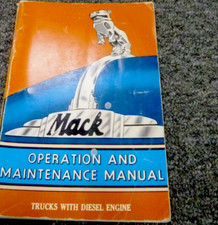 Mack
OPERATION AND
MAINTENANCE MANUAL
TRUCKS WITH DIESEL ENGINE